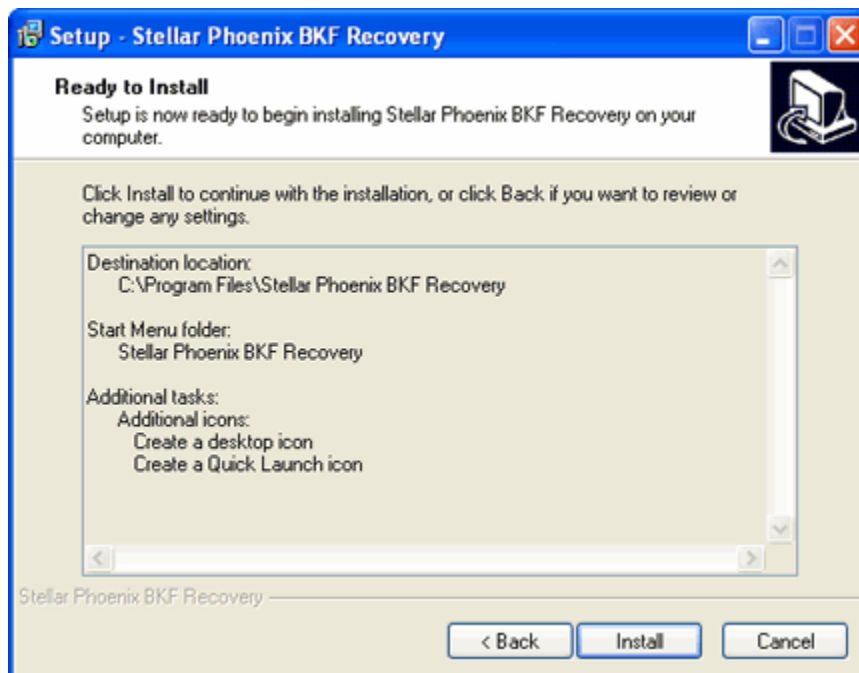 Setup - Stellar Phoenix BKF Recovery
Ready to Install
Setup is now ready to begin installing Stellar Phoenix BKF Recovery on your
computer.
Click Install to continue with the installation, or click Back if you want to review or
change any settings.
Destination location:
C:\Program Files\Stellar Phoenix BKF Recovery
Start Menu folder:
Stellar Phoenix BKF Recovery
Additional tasks:
Additional icons:
Create a desktop icon
Create a Quick Launch icon
Stellar Phoenix BKF Recovery
< Back Install Cancel